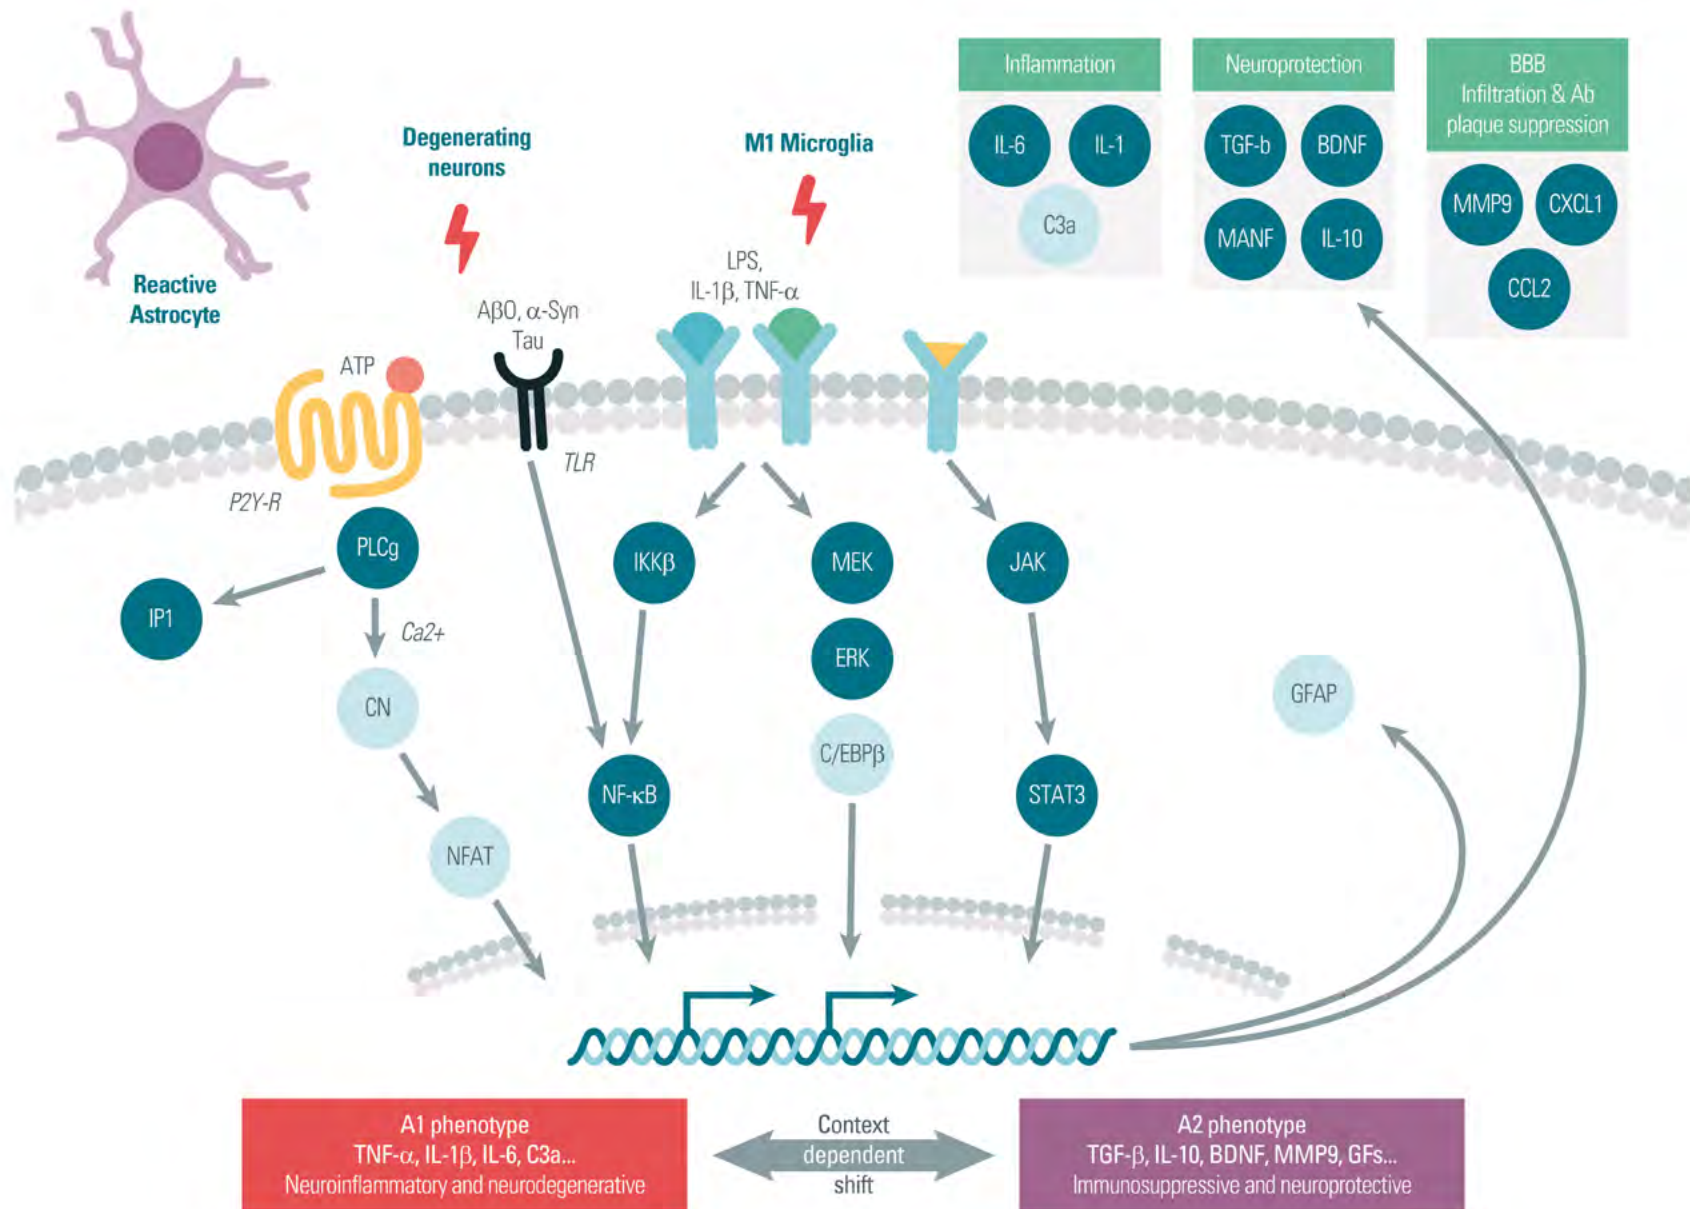 Reactive
Astrocyte
Degenerating
neurons
M1 Microglia
Inflammation
IL-6
IL-1
C3a
Neuroprotection
TGF-b
BDNF
MANF
IL-10
BBB
Infiltration & Ab
plaque suppression
MMP9
CXCL1
CCL2
ATP
P2Y-R
AβO, α-Syn
Tau
TLR
LPS,
IL-1β, TNF-α
PLCg
IP1
Ca2+
CN
NFAT
IKKβ
NF-κB
MEK
ERK
C/EBPβ
JAK
STAT3
GFAP
A1 phenotype
TNF-α, IL-1β, IL-6, C3a...
Neuroinflammatory and neurodegenerative
Context
dependent
shift
A2 phenotype
TGF-β, IL-10, BDNF, MMP9, GFs...
Immunosuppressive and neuroprotective